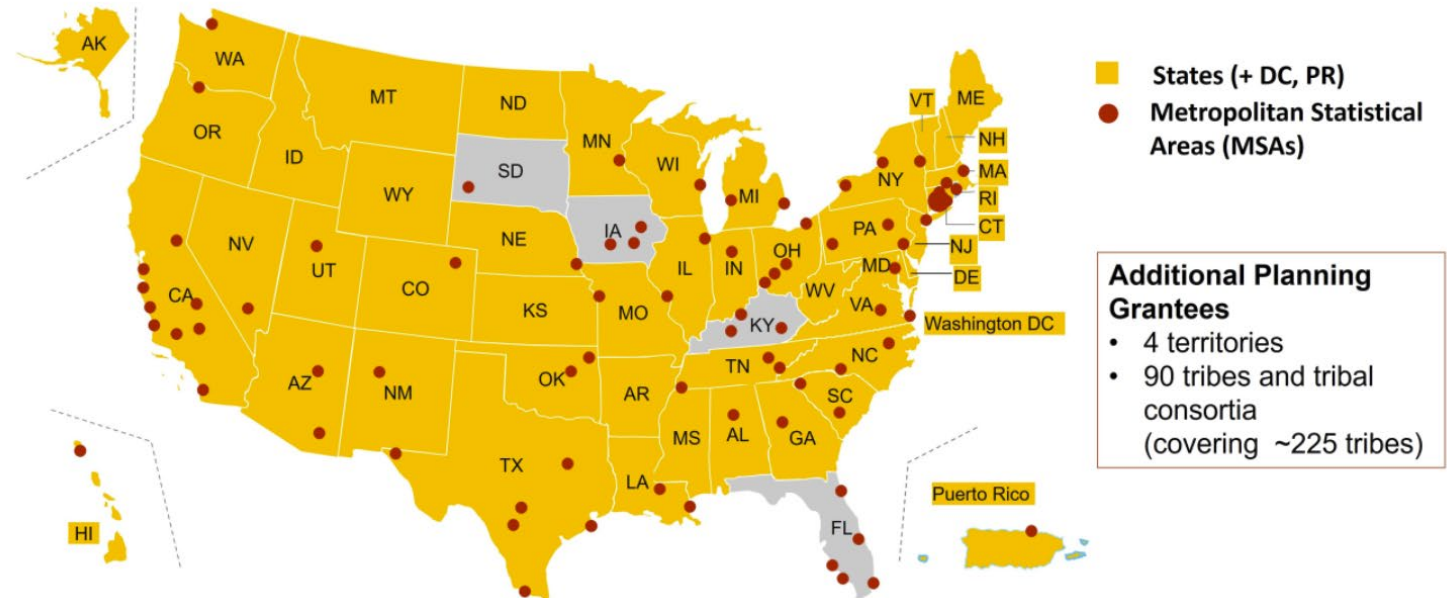 AK
WA
MT
ND
MN
VT
ME
OR
ID
SD
WI
NH
WY
MI
NY
MA
RI
CT
NV
NE
IA
PA
NJ
UT
CO
IL
IN
OH
MD
DE
CA
KS
MO
WV
VA
KY
Washington DC
AZ
NM
OK
AR
TN
NC
SC
MS
AL
GA
TX
LA
HI
FL
Puerto Rico
States (+ DC, PR)
Metropolitan Statistical
Areas (MSAs)
Additional Planning
Grantees
• 4 territories
• 90 tribes and tribal
consortia
(covering ~225 tribes)